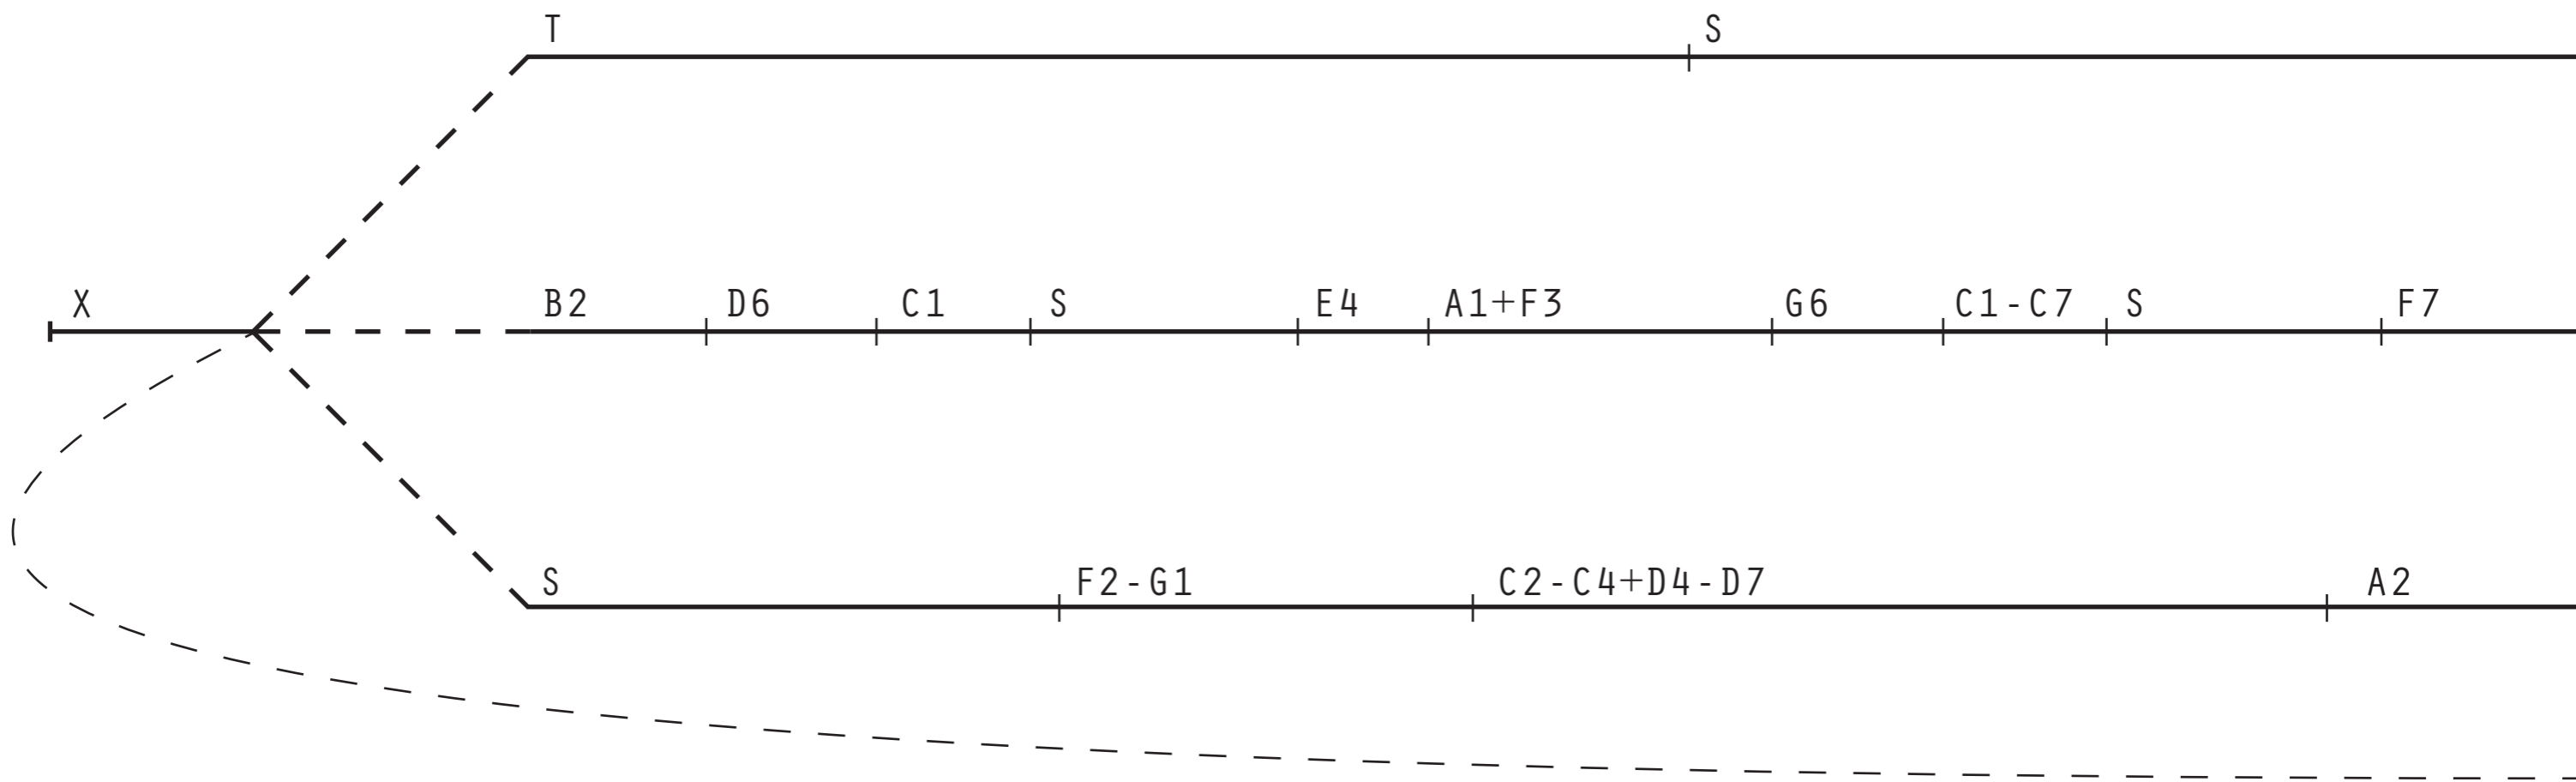 T S
X B2 D6 C1 S E4 A1+F3 G6 C1-C7 S F7
S F2-G1 C2-C4+D4-D7 A2